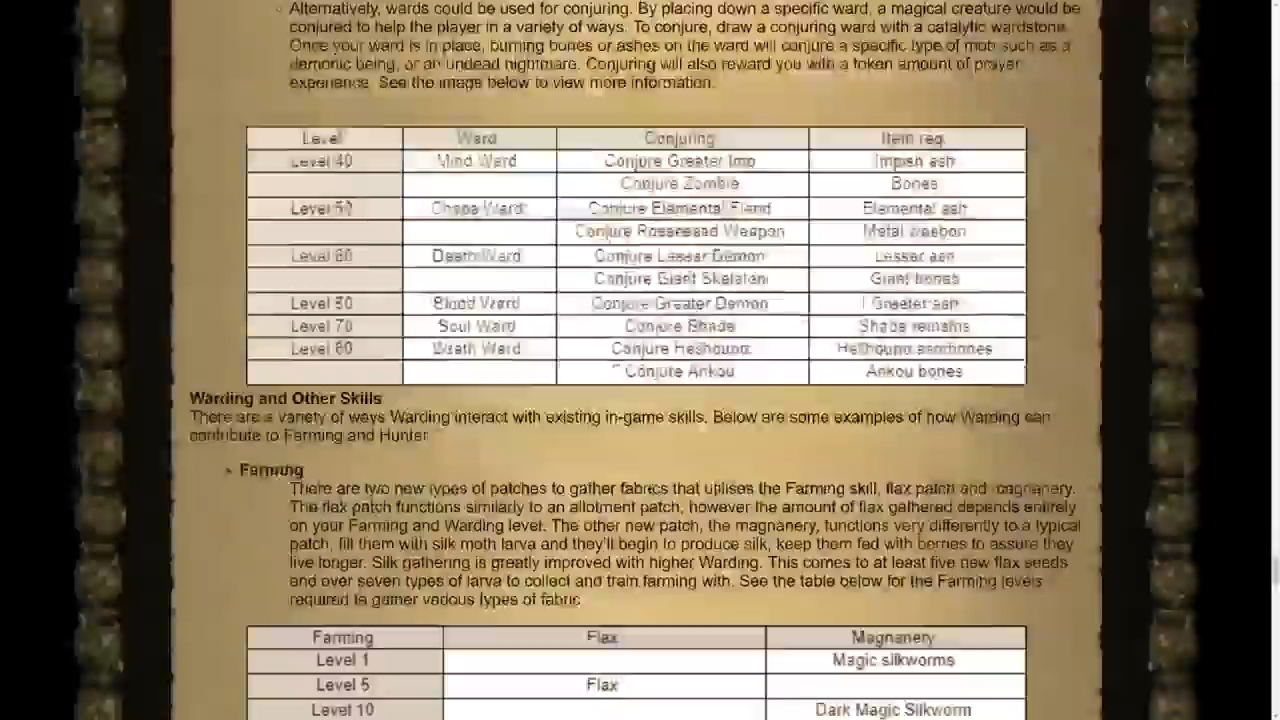 Alternatively, wards could be used for conjuring. By placing down a specific ward, a magical creature would be
conjured to help the player in a variety of ways. To conjure, draw a conjuring ward with a catalytic wardstone.
Once your ward is in place, burning bones or ashes on the ward will conjure a specific type of mob such as a
demonic being, or an undead nightmare. Conjuring will also reward you with a token amount of prayer
experience. See the image below to view more information.
Level Ward Conjuring Item req.
Level 40 Mind Ward Conjure Greater Imp Impish ash
Conjure Zombie Bones
Level Ward Conjure Elemental Fiend Elemental ash
Conjure Possessed Weapon Metal weapon
Level Death Ward Conjure Lesser Demon Lesser ash
Conjure Giant Skeleton Giant bones
Level Blood Ward Conjure Greater Demon Greater ash
Level 70 Soul Ward Conjure Shade Shade remains
Level Wrath Ward Conjure Hellhound Hellhound
Conjure Ankou Ankou bones
Warding and Other Skills
There are a variety of ways Warding interact with existing in-game skills. Below are some examples of how Warding can
contribute to Farming and Hunter
Farming
There are two new types of patches to gather fabrics that utilises the Farming skill, flax patch and magnanery.
The flax patch functions similarly to an allotment patch, however the amount of flax gathered depends entirely
on your Farming and Warding level. The other new patch, the magnanery, functions very differently to a typical
patch, fill them with silk moth larva and they'll begin to produce silk, keep them fed with berries to assure they
live longer. Silk gathering is greatly improved with higher Warding. This comes to at least five new flax seeds
and over seven types of larva to collect and train farming with. See the table below for the Farming levels
required to gather various types of fabric
Farming Flax Magnanery
Level 1 Magic silkworms
Level 5 Flax
Level 10 Dark Magic Silkworm